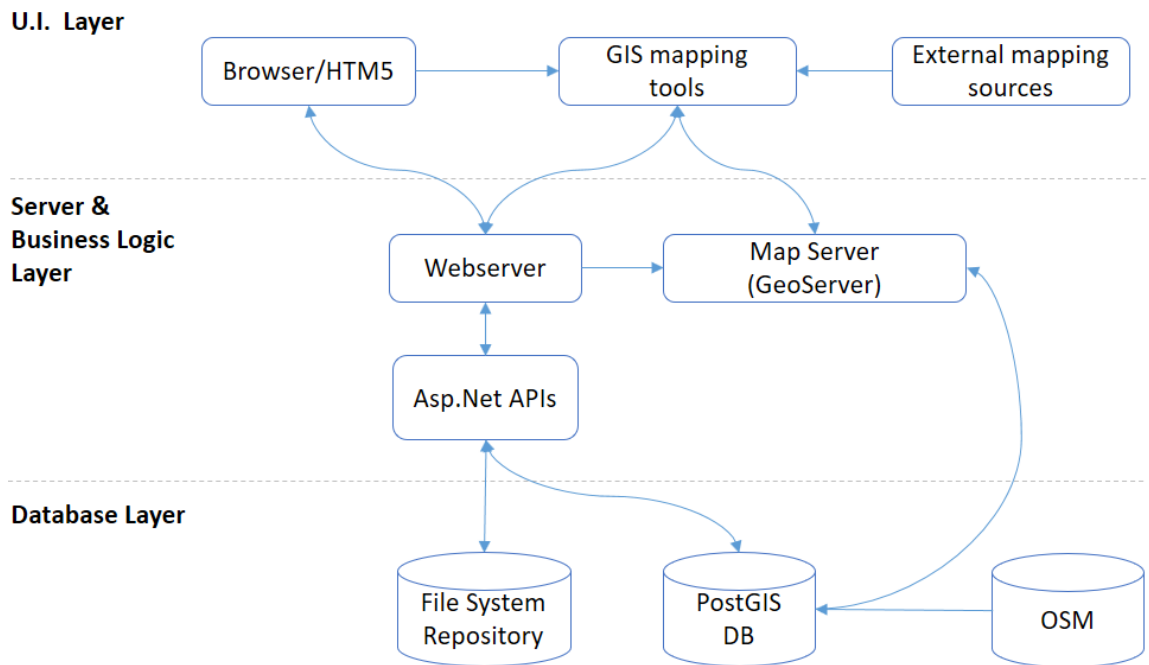 U.I. Layer
Browser/HTM5
GIS mapping
tools
External mapping
sources
Server &
Business Logic
Layer
Webserver
Map Server
(GeoServer)
Asp.Net APIs
Database Layer
File System
Repository
PostGIS
DB
OSM